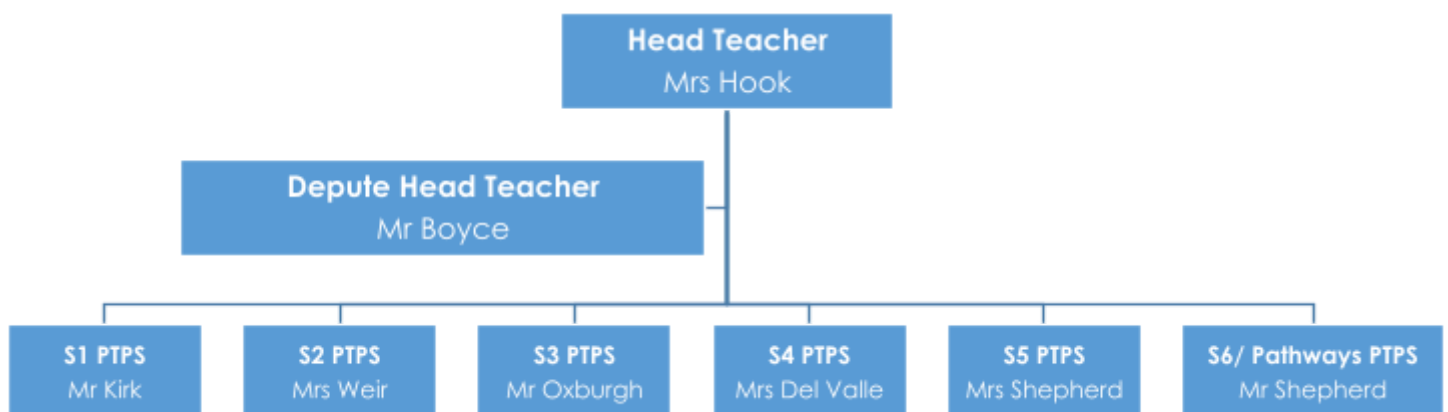 Head Teacher
Mrs Hook
Depute Head Teacher
Mr Boyce
S1 PTPS
Mr Kirk
S2 PTPS
Mrs Weir
S3 PTPS
Mr Oxburgh
S4 PTPS
Mrs Del Valle
S5 PTPS
Mrs Shepherd
S6/ Pathways PTPS
Mr Shepherd